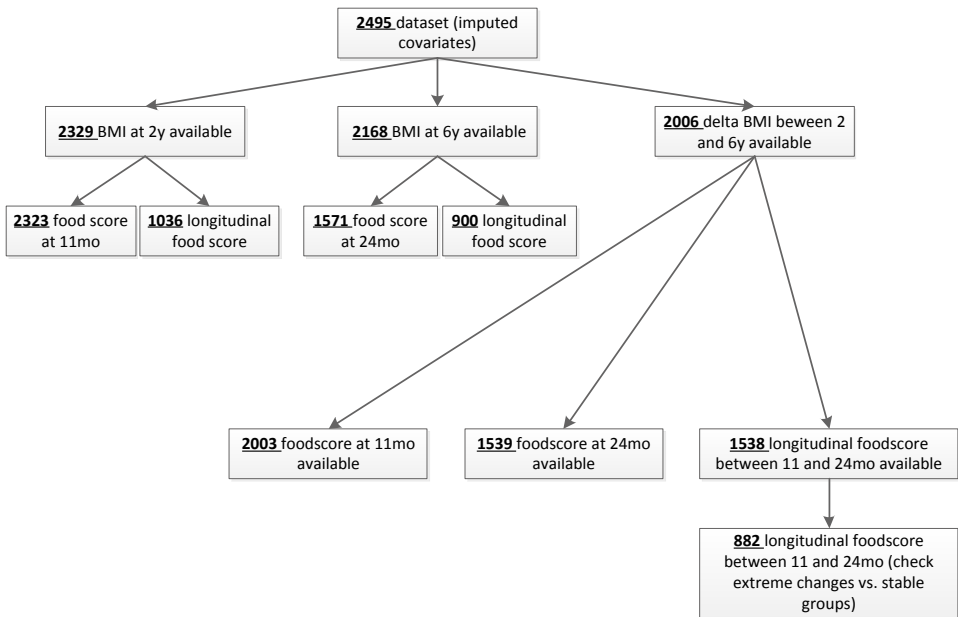 2495 dataset (imputed
covariates)
2329 BMI at 2y available
2168 BMI at 6y available
2006 delta BMI beween 2
and 6y available
2323 food score
at 11mo
1036 longitudinal
food score
1571 food score
at 24mo
900 longitudinal
food score
2003 foodscore at 11mo
available
1539 foodscore at 24mo
available
1538 longitudinal foodscore
between 11 and 24mo available
882 longitudinal foodscore
between 11 and 24mo (check
extreme changes vs. stable
groups)